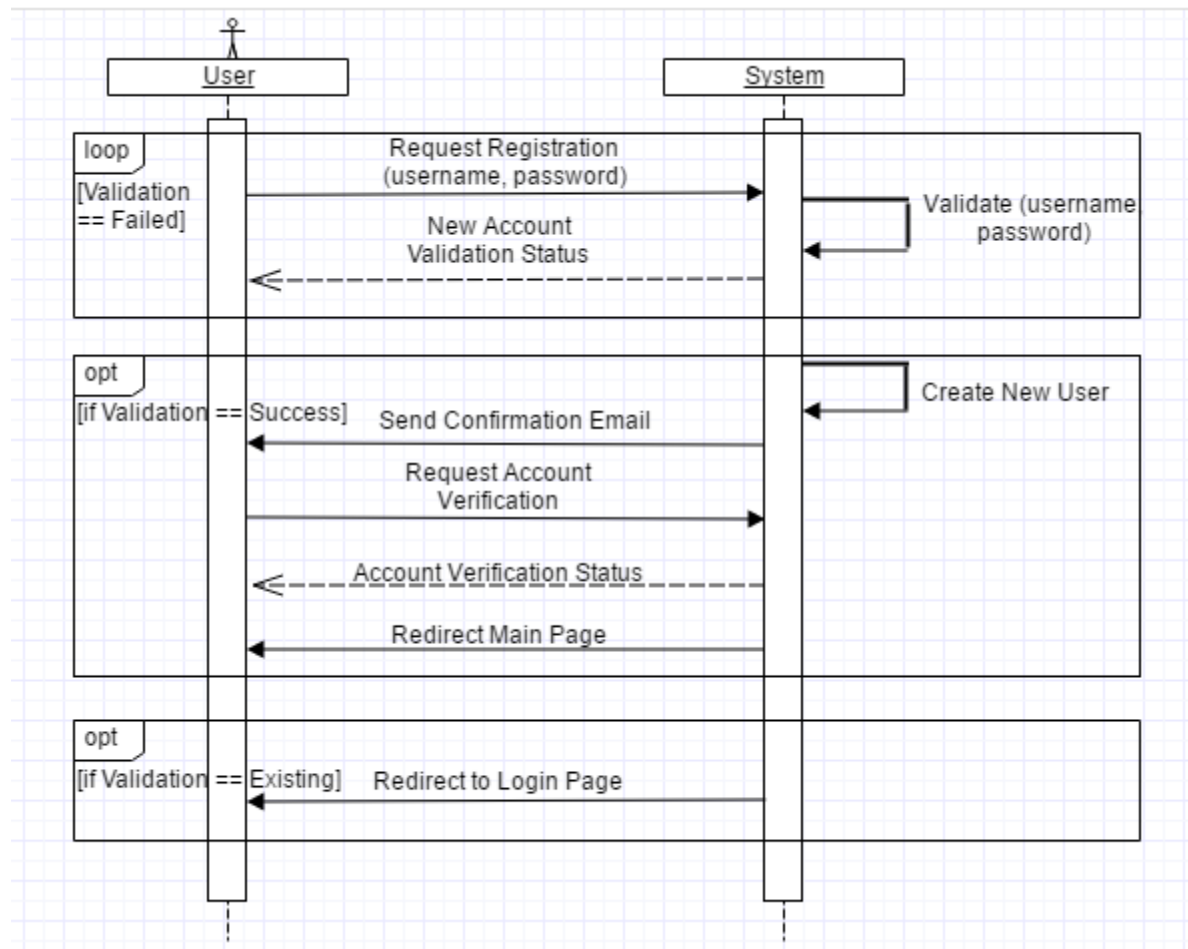 User
System
loop
[Validation
== Failed]
Request Registration
(username, password)
Validate (username,
password)
New Account
Validation Status
opt
[if Validation == Success]
Create New User
Send Confirmation Email
Request Account
Verification
Account Verification Status
Redirect Main Page
opt
[if Validation == Existing]
Redirect to Login Page